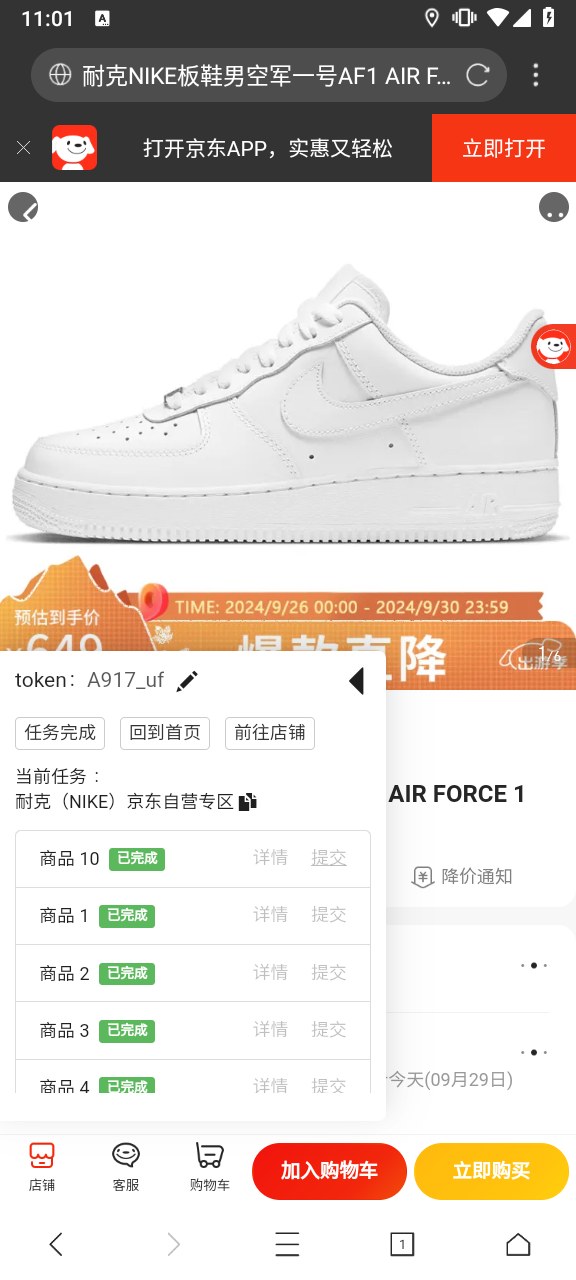 11:01
耐克NIKE板鞋男空军一号AF1 AIR F...
打开京东APP，实惠又轻松
立即打开
AIR
预估到手价
TIME: 2024/9/26 00:00 - 2024/9/30 23:59
¥649
爆款直降
出游季
1/6
token： A917_uf
任务完成
回到首页
前往店铺
当前任务：
耐克（NIKE）京东自营专区
AIR FORCE 1
降价通知
商品 10 已完成 详情 提交
商品 1 已完成 详情 提交
商品 2 已完成 详情 提交
商品 3 已完成 详情 提交
商品 4 已完成 详情 提交
今天(09月29日)
店铺
客服
购物车
加入购物车
立即购买
1